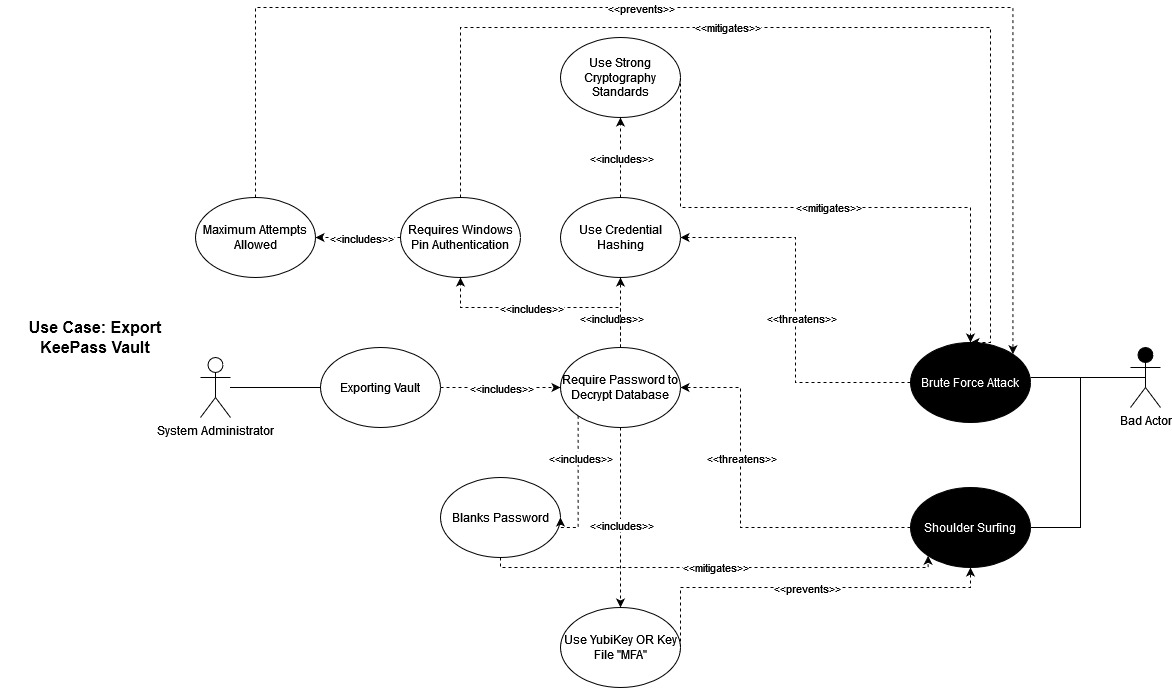 <<prevents>>
<<mitigates>>
Use Strong
Cryptography
Standards
<<includes>>
<<mitigates>>
Maximum Attempts
Allowed
<<includes>>
Requires Windows
Pin Authentication
Use Credential
Hashing
<<includes>>
<<includes>>
<<threatens>>
Use Case: Export
KeePass Vault
System Administrator
Exporting Vault
<<includes>>
Require Password to
Decrypt Database
Brute Force Attack
Bad Actor
<<includes>>
<<threatens>>
Blanks Password
<<includes>>
Shoulder Surfing
<<mitigates>>
<<prevents>>
Use YubiKey OR Key
File "MFA"